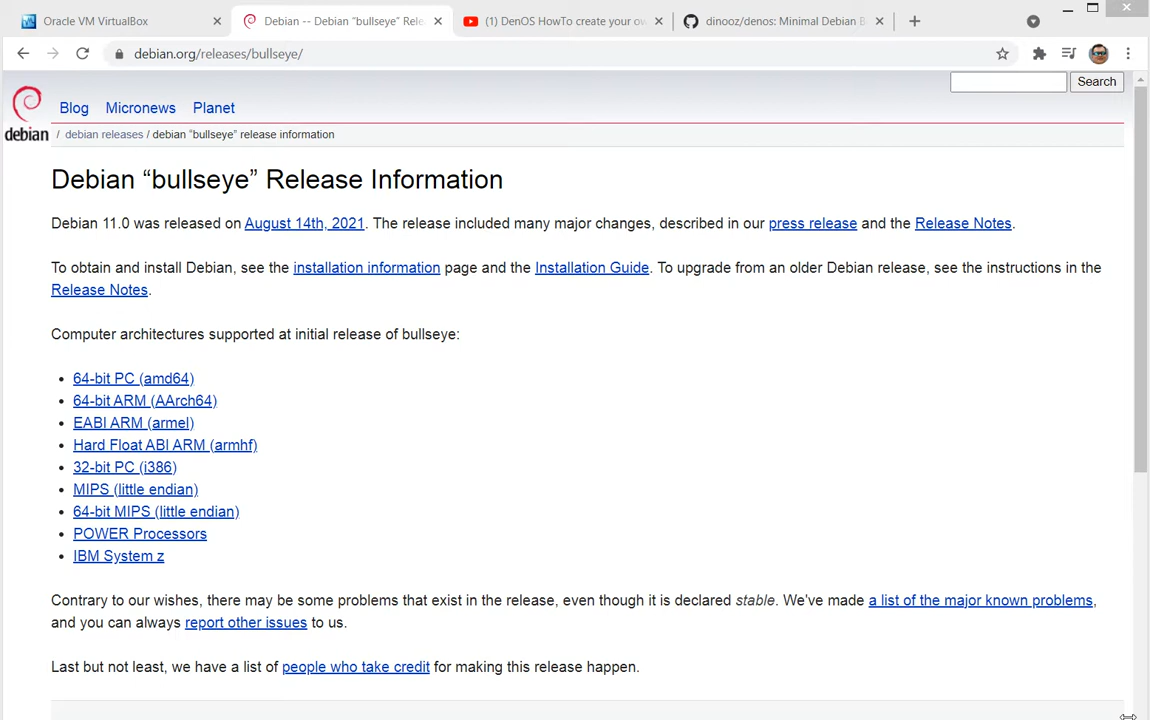 Oracle VM VirtualBox
Debian -- Debian “bullseye” Rele
(1) DenOS HowTo create your ow
dinooz/denos: Minimal Debian B
debian.org/releases/bullseye/
Search
debian
Blog Micronews Planet
/ debian releases / debian “bullseye” release information
Debian “bullseye” Release Information
Debian 11.0 was released on August 14th, 2021. The release included many major changes, described in our press release and the Release Notes.
To obtain and install Debian, see the installation information page and the Installation Guide. To upgrade from an older Debian release, see the instructions in the
Release Notes.
Computer architectures supported at initial release of bullseye:
• 64-bit PC (amd64)
• 64-bit ARM (AArch64)
• EABI ARM (armel)
• Hard Float ABI ARM (armhf)
• 32-bit PC (i386)
• MIPS (little endian)
• 64-bit MIPS (little endian)
• POWER Processors
• IBM System z
Contrary to our wishes, there may be some problems that exist in the release, even though it is declared stable. We've made a list of the major known problems,
and you can always report other issues to us.
Last but not least, we have a list of people who take credit for making this release happen.